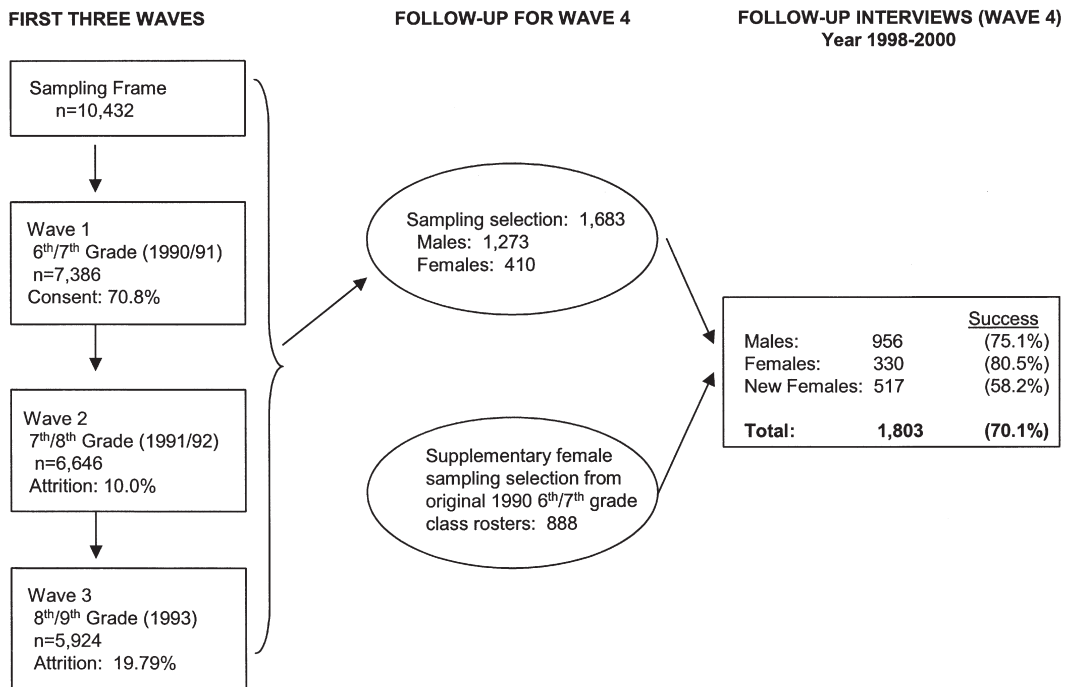 FIRST THREE WAVES
Sampling Frame
n=10,432
Wave 1
6th/7th Grade (1990/91)
n=7,386
Consent: 70.8%
Wave 2
7th/8th Grade (1991/92)
n=6,646
Attrition: 10.0%
Wave 3
8th/9th Grade (1993)
n=5,924
Attrition: 19.79%
FOLLOW-UP FOR WAVE 4
Sampling selection: 1,683
Males: 1,273
Females: 410
Supplementary female
sampling selection from
original 1990 6th/7th grade
class rosters: 888
FOLLOW-UP INTERVIEWS (WAVE 4)
Year 1998-2000
Success
Males: 956 (75.1%)
Females: 330 (80.5%)
New Females: 517 (58.2%)
Total: 1,803 (70.1%)